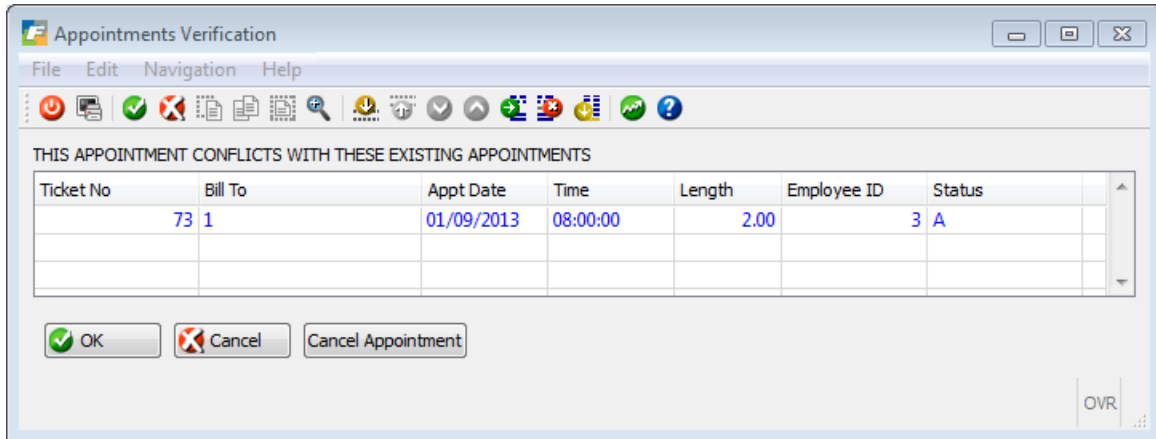 Appointments Verification
File Edit Navigation Help
THIS APPOINTMENT CONFLICTS WITH THESE EXISTING APPOINTMENTS
Ticket No Bill To Appt Date Time Length Employee ID Status
73 1 01/09/2013 08:00:00 2.00 3 A
OK Cancel Cancel Appointment
OVR